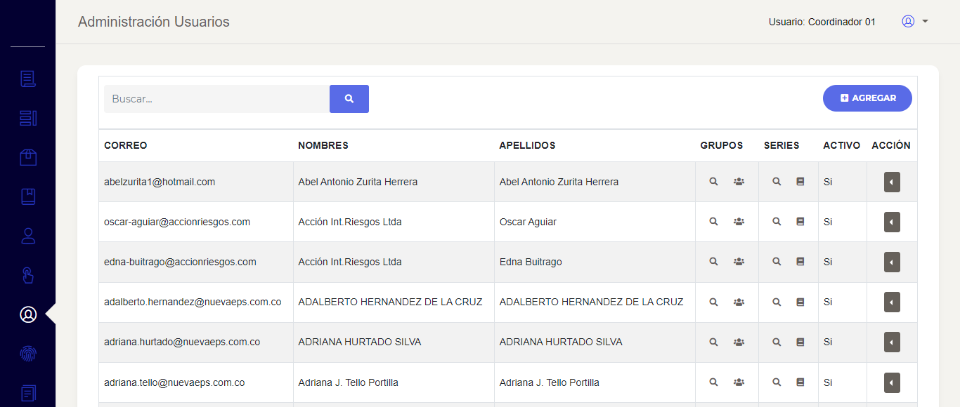 Administración Usuarios
Usuario: Coordinador 01
Buscar...
AGREGAR
CORREO NOMBRES APELLIDOS GRUPOS SERIES ACTIVO ACCIÓN
abelzurita1@hotmail.com Abel Antonio Zurita Herrera Abel Antonio Zurita Herrera Si
oscar-aguiar@accionriesgos.com Acción Int.Riesgos Ltda Oscar Aguiar Si
edna-buitrago@accionriesgos.com Acción Int.Riesgos Ltda Edna Buitrago Si
adalberto.hernandez@nuevaeps.com.co ADALBERTO HERNANDEZ DE LA CRUZ ADALBERTO HERNANDEZ DE LA CRUZ Si
adriana.hurtado@nuevaeps.com.co ADRIANA HURTADO SILVA ADRIANA HURTADO SILVA Si
adriana.tello@nuevaeps.com.co Adriana J. Tello Portilla Adriana J. Tello Portilla Si